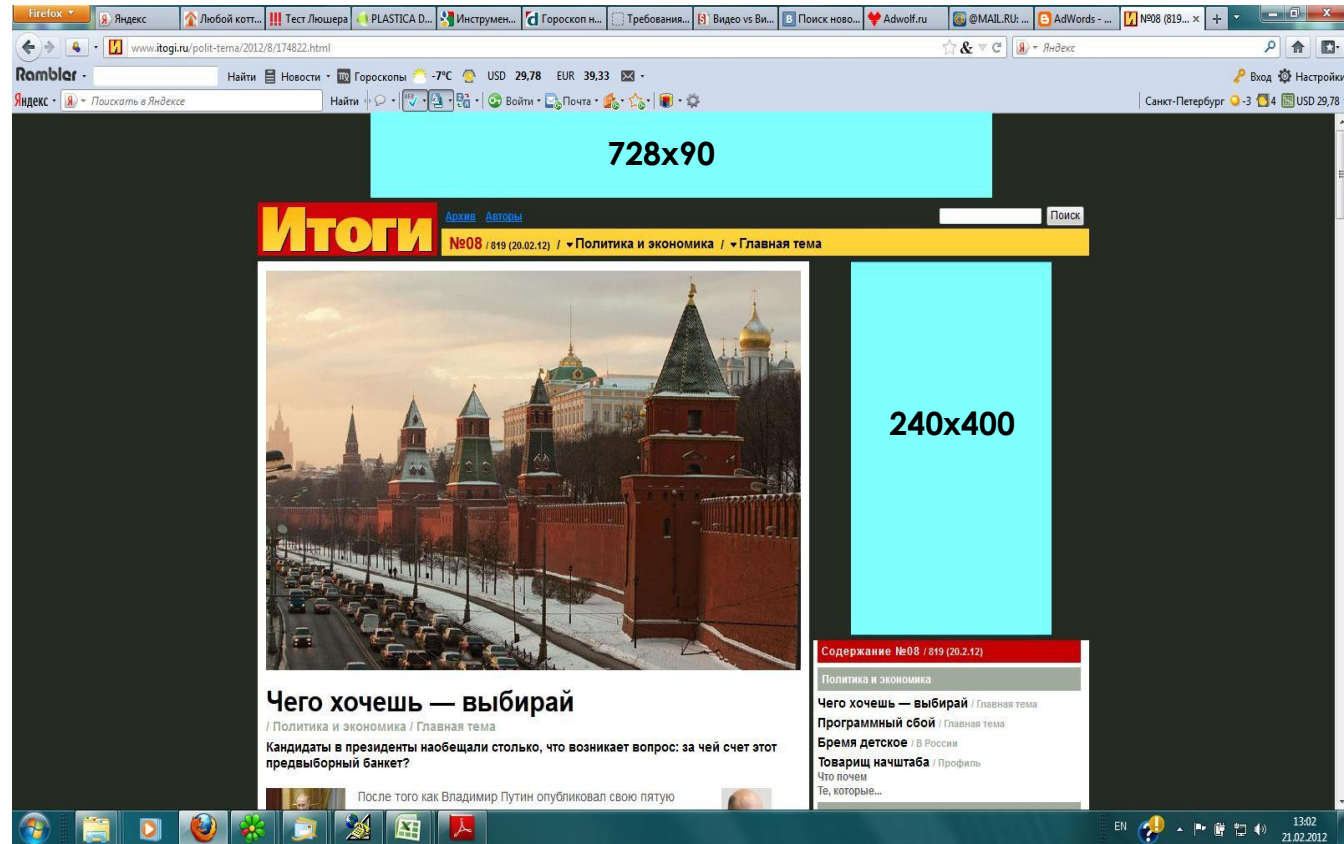 Firefox
Яндекс
Любой котт...
Тест Люшера
PLASTICA D...
Инструмен...
Гороскоп н...
Требования...
Видео vs Ви...
Поиск ново...
Adwolf.ru
@MAIL.RU: ...
AdWords - ...
№08 (819...
www.itogi.ru/polit-tema/2012/8/174822.html
Яндекс
Rambler
Найти Новости Гороскопы -7°C USD 29,78 EUR 39,33
Вход Настройки
Яндекс Поискать в Яндексе Найти Войти Почта
Санкт-Петербург -3 4 USD 29,78
728x90
Итоги
Архив Авторы
Поиск
№08 / 819 (20.02.12) / Политика и экономика / Главная тема
240x400
Чего хочешь — выбирай
/ Политика и экономика / Главная тема
Кандидаты в президенты наобещали столько, что возникает вопрос: за чей счет этот
предвыборный банкет?
После того как Владимир Путин опубликовал свою пятую
Содержание №08 / 819 (20.2.12)
Политика и экономика
Чего хочешь — выбирай / Главная тема
Программный сбой / Главная тема
Бремя детское / В России
Товарищ начштаба / Профиль
Что почем
Те, которые...
EN
13:02
21.02.2012